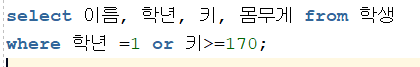 select 이름, 학년, 키, 몸무게 from 학생
where 학년 =1 or 키>=170;